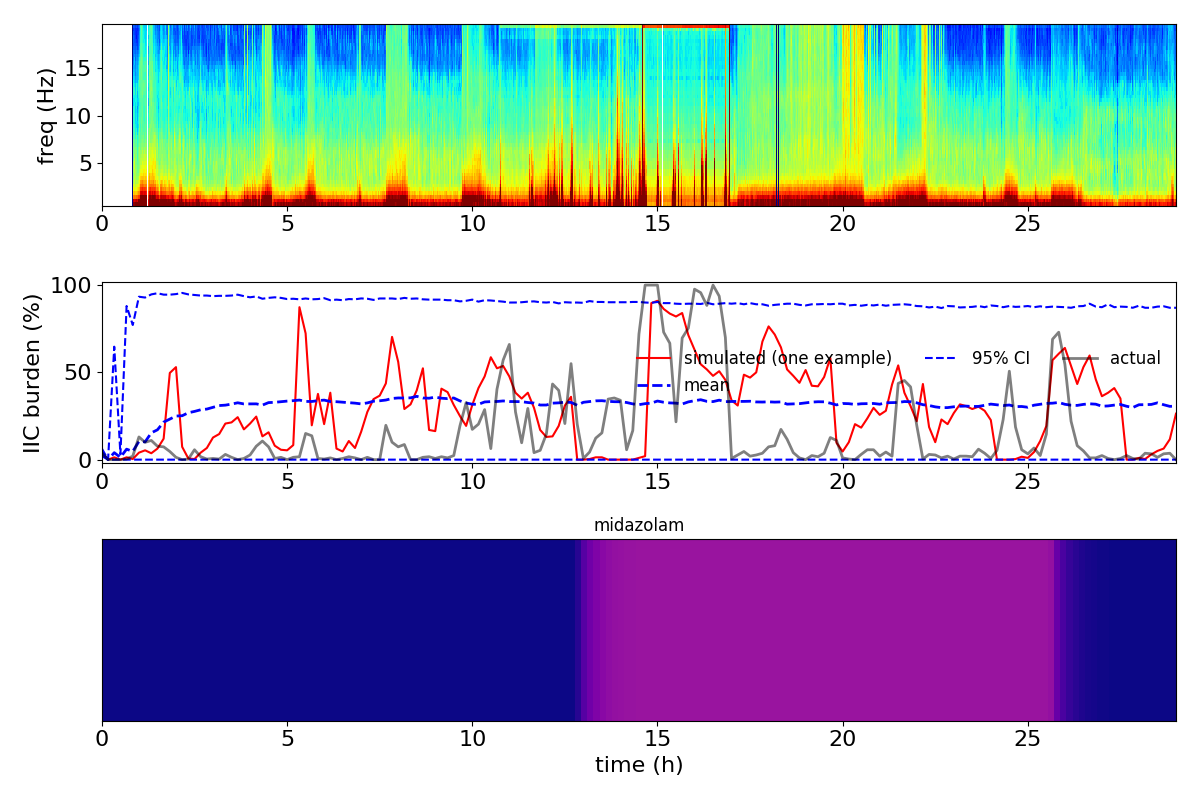 freq (Hz)
15
10
5
0 5 10 15 20 25
IIC burden (%)
100
50
0
simulated (one example) 95% CI actual
mean
0 5 10 15 20 25
midazolam
0 5 10 15 20 25
time (h)